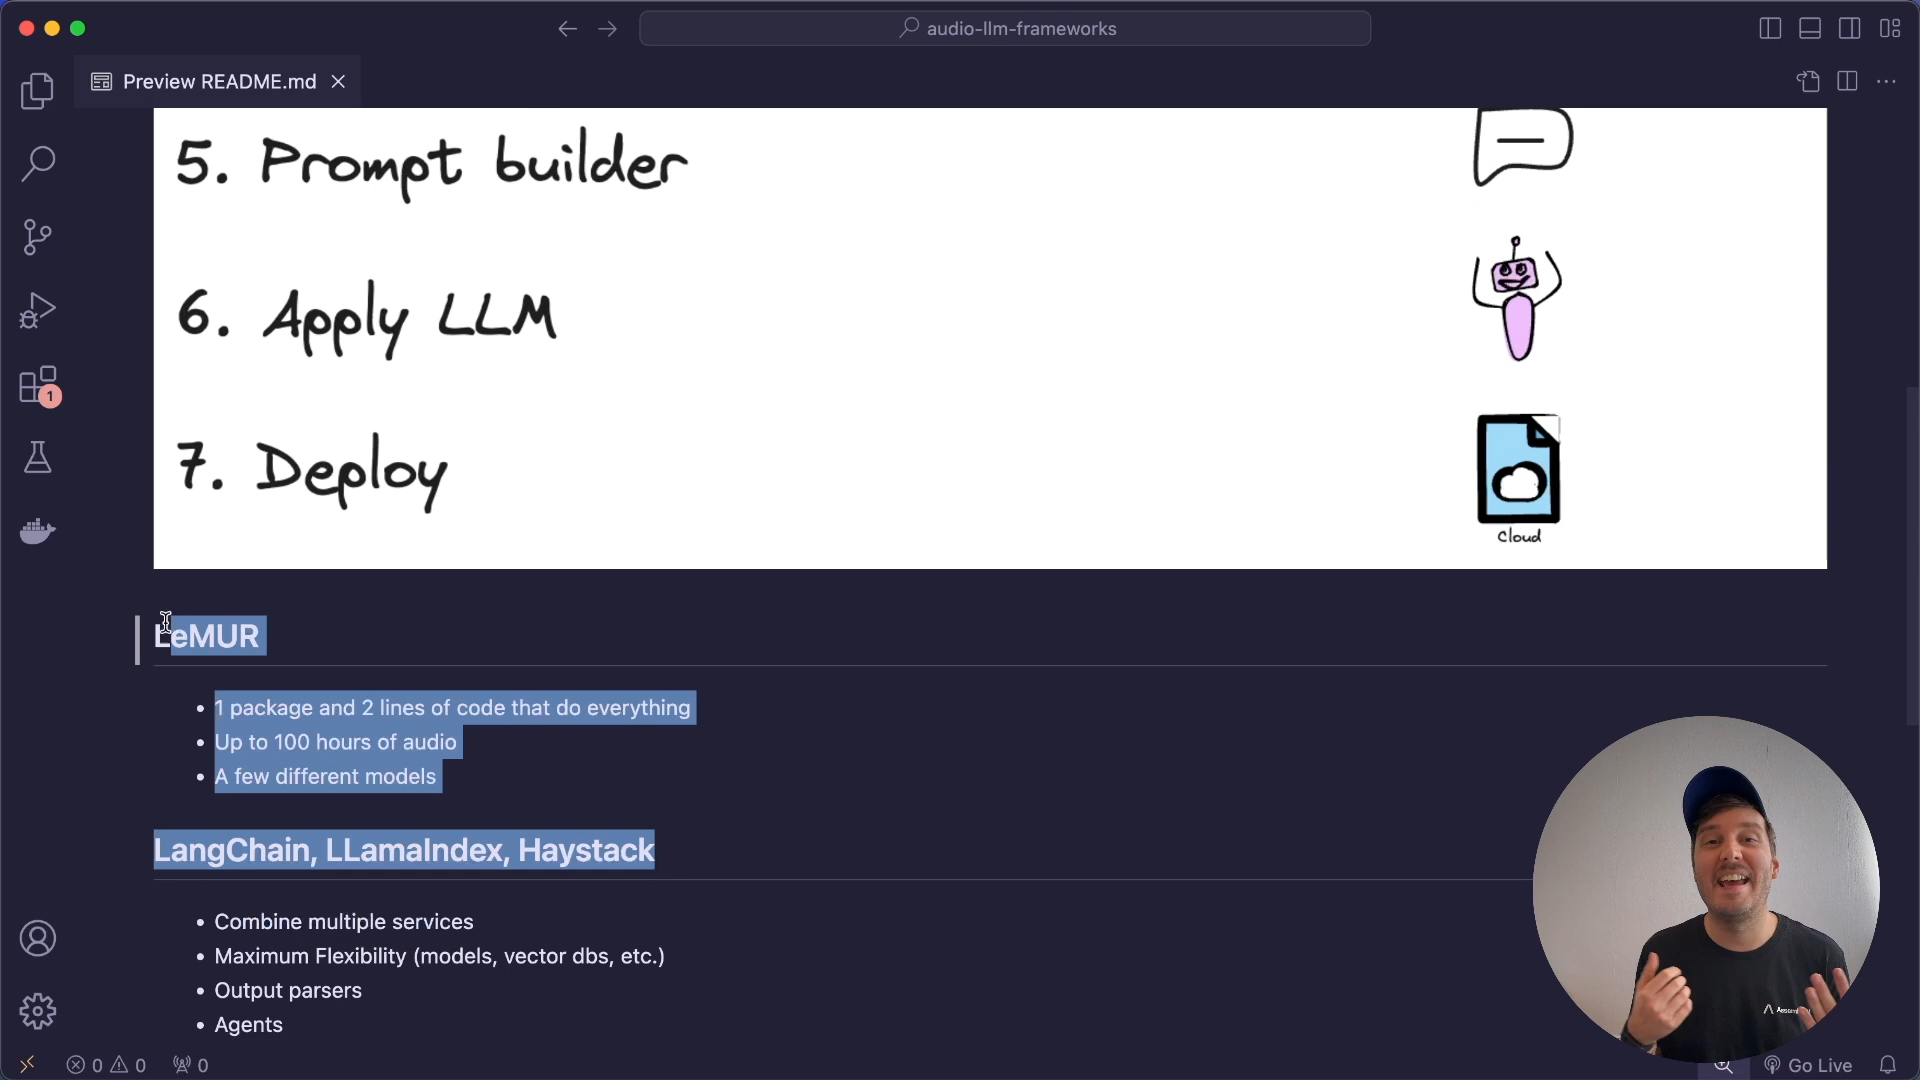 audio-llm-frameworks
Preview README.md
5. Prompt builder
6. Apply LLM
7. Deploy
Cloud
1
LeMUR
1 package and 2 lines of code that do everything
Up to 100 hours of audio
A few different models
LangChain, LLamaIndex, Haystack
Combine multiple services
Maximum Flexibility (models, vector dbs, etc.)
Output parsers
Agents
0 0 0
Go Live